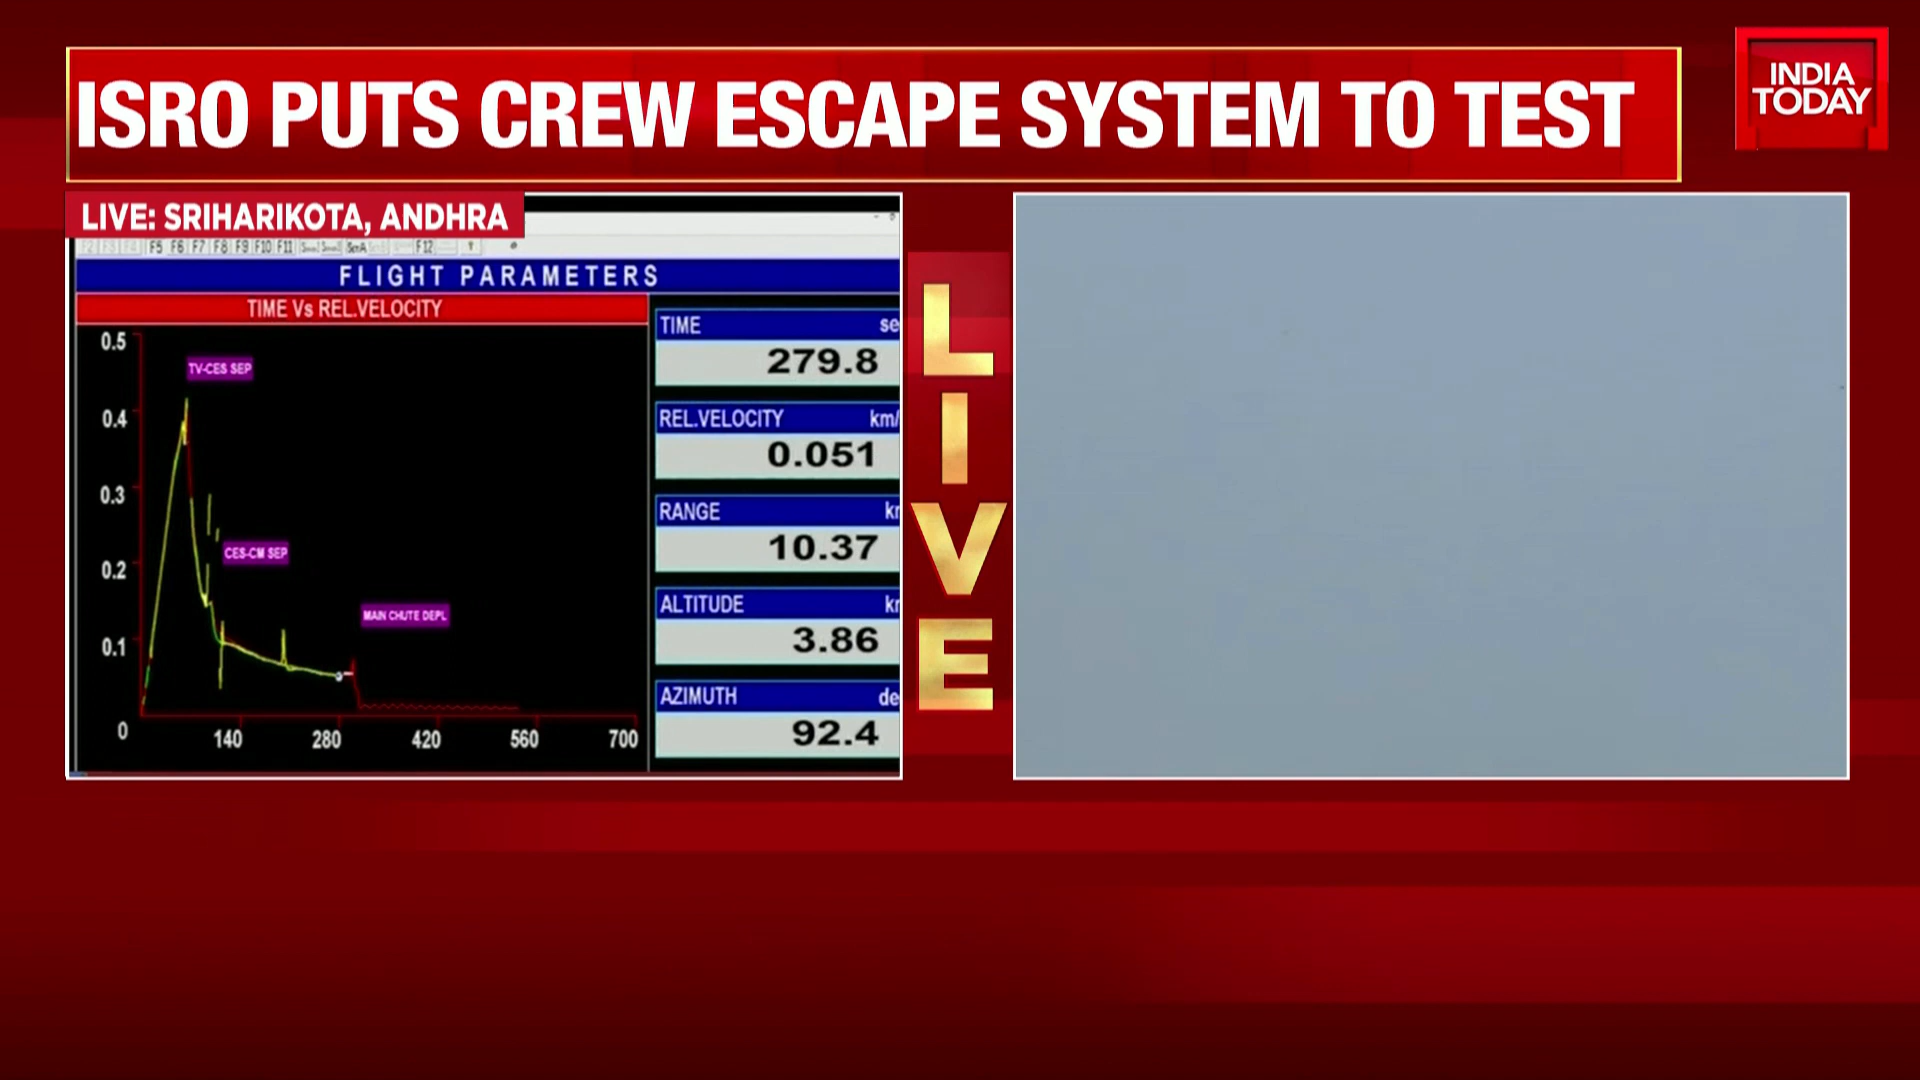 ISRO PUTS CREW ESCAPE SYSTEM TO TEST
INDIA
TODAY
LIVE: SRIHARIKOTA, ANDHRA
F5 F6 F7 F8 F9 F10 F11
F12
FLIGHT PARAMETERS
TIME Vs REL.VELOCITY
0.5
0.4
0.3
0.2
0.1
0
140
280
420
560
700
TV-CES SEP
CES-CM SEP
MAIN CHUTE DEPL
TIME se
279.8
REL.VELOCITY km/
0.051
RANGE
10.37
ALTITUDE
3.86
AZIMUTH de
92.4
LIVE